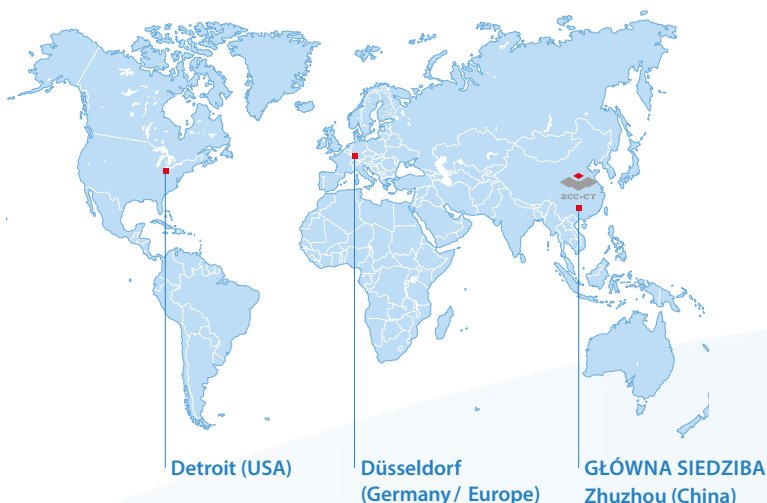 ZCC-CT
Detroit (USA)
Düsseldorf
(Germany / Europe)
GŁÓWNA SIEDZIBA
Zhuzhou (China)